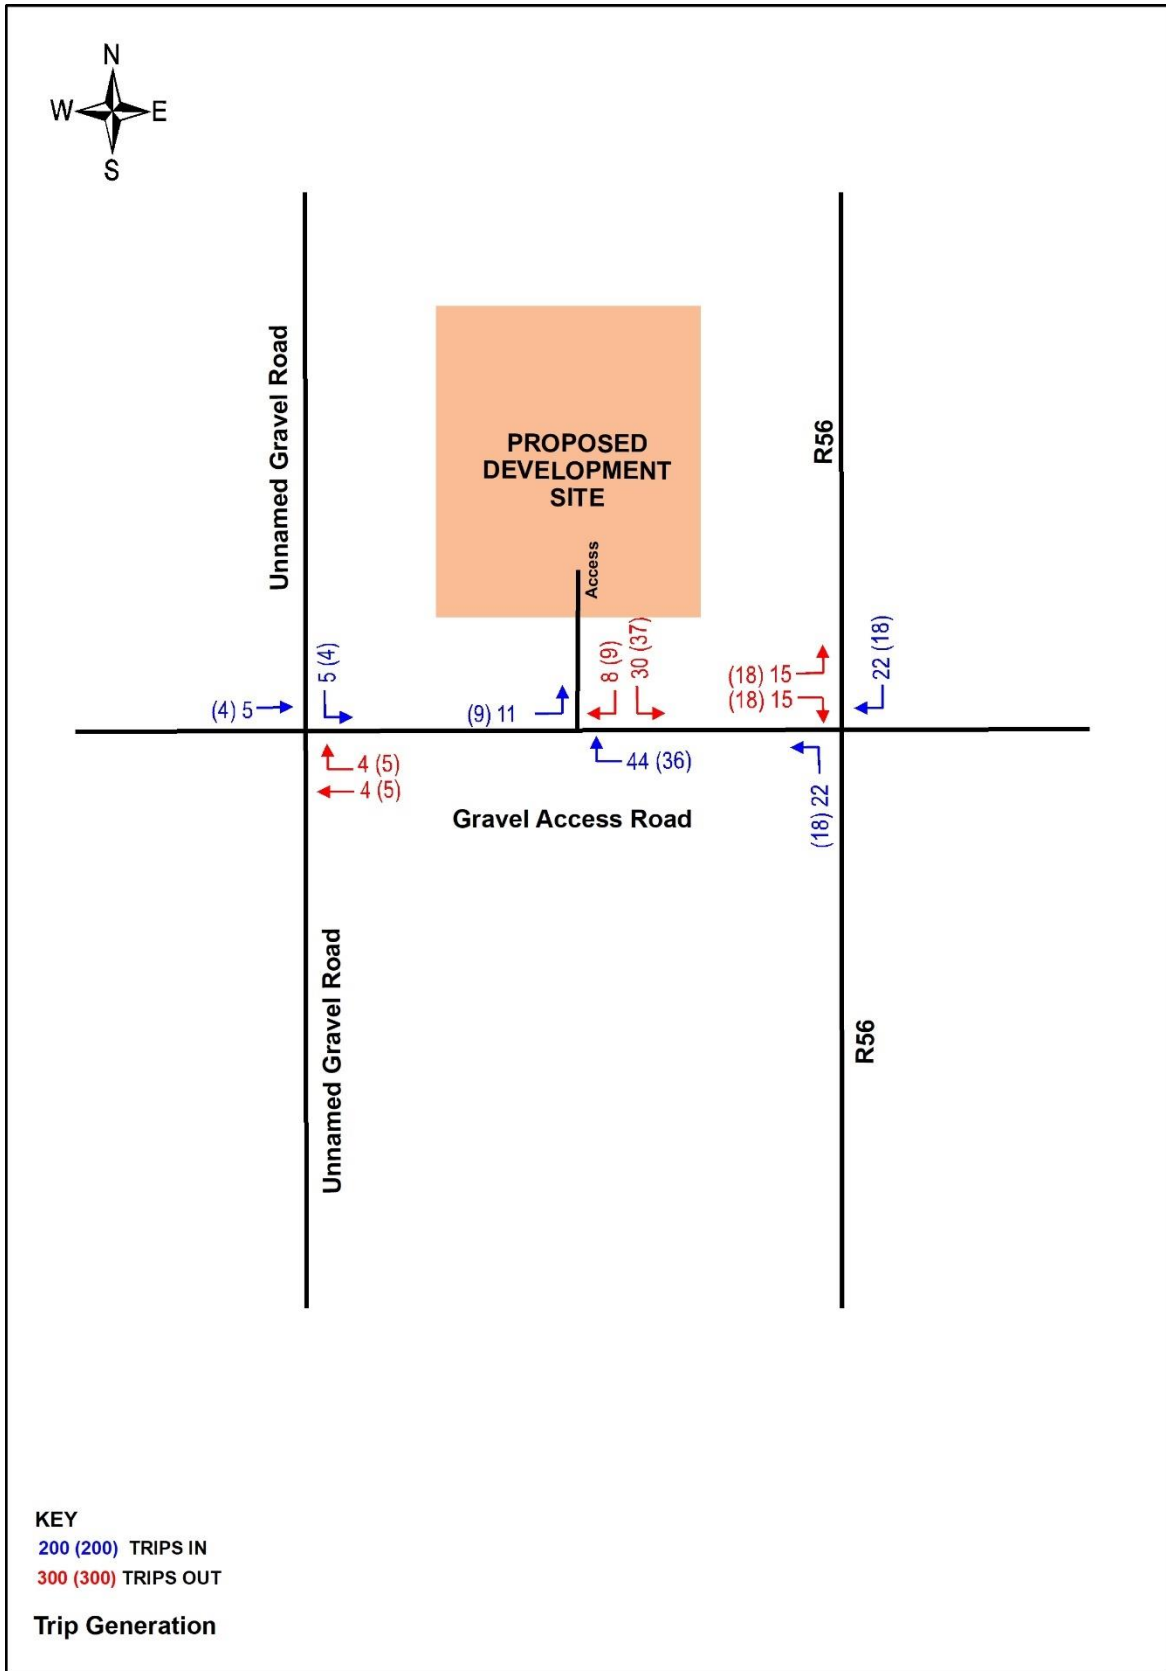 N
W E
S
Unnamed Gravel Road
PROPOSED
DEVELOPMENT
SITE
R56
Access
(4) 5
5 (4)
(9) 11
8 (9)
30 (37)
(18) 15
(18) 15
22 (18)
4 (5)
4 (5)
44 (36)
(18) 22
Gravel Access Road
Unnamed Gravel Road
R56
KEY
200 (200) TRIPS IN
300 (300) TRIPS OUT
Trip Generation